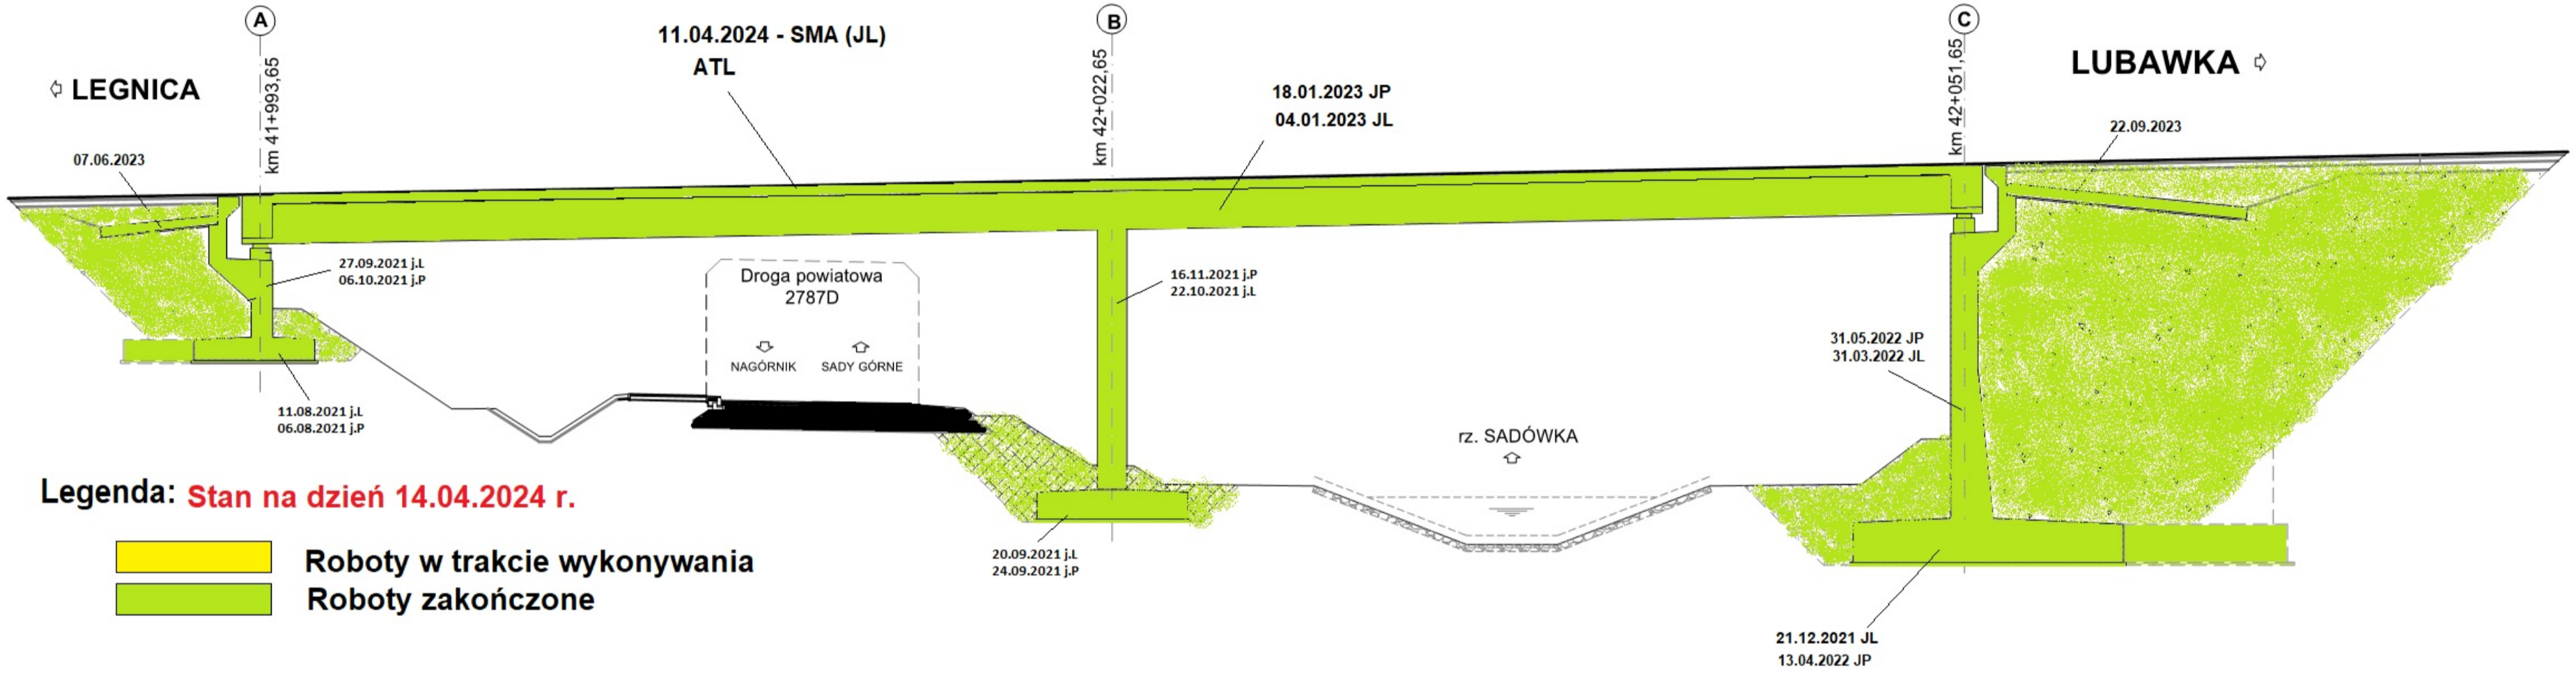 A
B
C
km 41+993,65
km 42+022,65
km 42+051,65
LEGNICA
LUBAWKA
11.04.2024 - SMA (JL)
ATL
18.01.2023 JP
04.01.2023 JL
07.06.2023
22.09.2023
27.09.2021 j.L
06.10.2021 j.P
Droga powiatowa
2787D
NAGÓRNIK
SADY GÓRNE
16.11.2021 j.P
22.10.2021 j.L
31.05.2022 JP
31.03.2022 JL
11.08.2021 j.L
06.08.2021 j.P
rz. SADÓWKA
20.09.2021 j.L
24.09.2021 j.P
21.12.2021 JL
13.04.2022 JP
Legenda: Stan na dzień 14.04.2024 r.
Roboty w trakcie wykonywania
Roboty zakończone